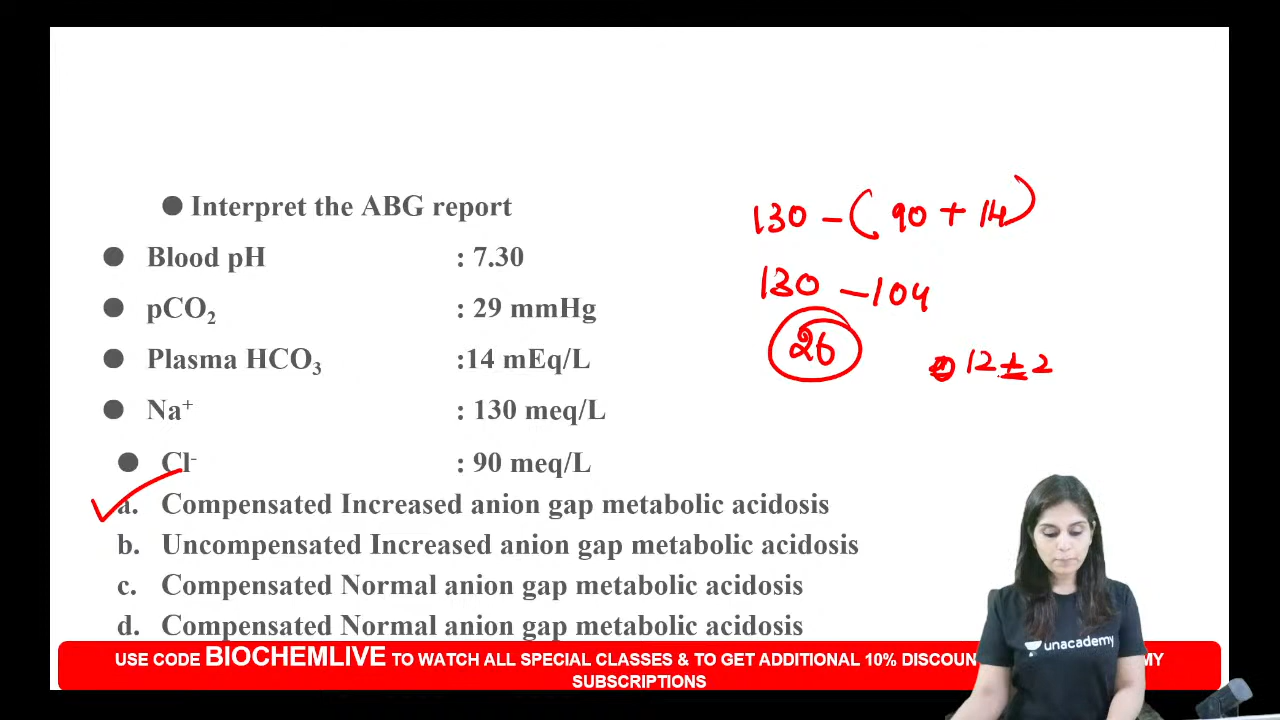 ● Interpret the ABG report
● Blood pH : 7.30
● pCO₂ : 29 mmHg
● Plasma HCO₃ :14 mEq/L
● Na⁺ : 130 meq/L
● Cl⁻ : 90 meq/L
a. Compensated Increased anion gap metabolic acidosis
b. Uncompensated Increased anion gap metabolic acidosis
c. Compensated Normal anion gap metabolic acidosis
d. Compensated Normal anion gap metabolic acidosis
130 - (90 + 14)
130 - 104
26
12 ± 2
unacademy
USE CODE BIOCHEMLIVE TO WATCH ALL SPECIAL CLASSES & TO GET ADDITIONAL 10% DISCOUN MY
SUBSCRIPTIONS